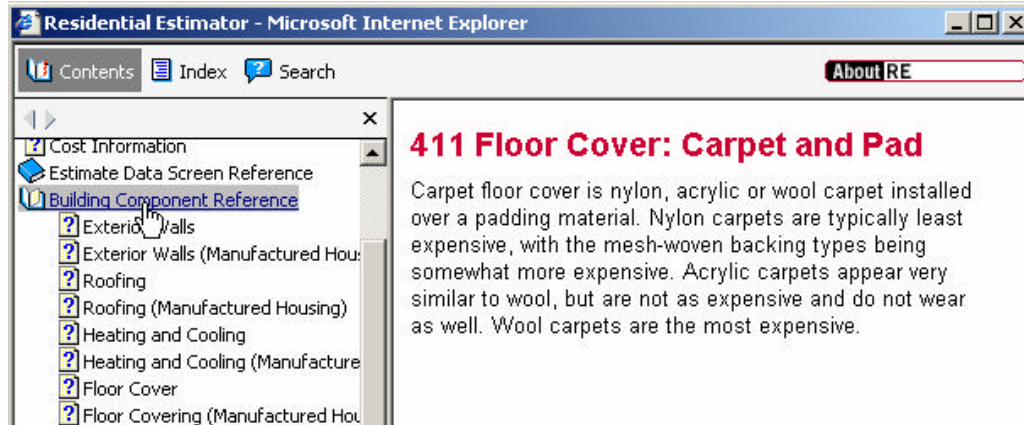 Residential Estimator - Microsoft Internet Explorer
Contents Index Search
About RE
Cost Information
Estimate Data Screen Reference
Building Component Reference
Exterior Walls
Exterior Walls (Manufactured Hou
Roofing
Roofing (Manufactured Housing)
Heating and Cooling
Heating and Cooling (Manufacture
Floor Cover
Floor Covering (Manufactured Hou
411 Floor Cover: Carpet and Pad
Carpet floor cover is nylon, acrylic or wool carpet installed
over a padding material. Nylon carpets are typically least
expensive, with the mesh-woven backing types being
somewhat more expensive. Acrylic carpets appear very
similar to wool, but are not as expensive and do not wear
as well. Wool carpets are the most expensive.